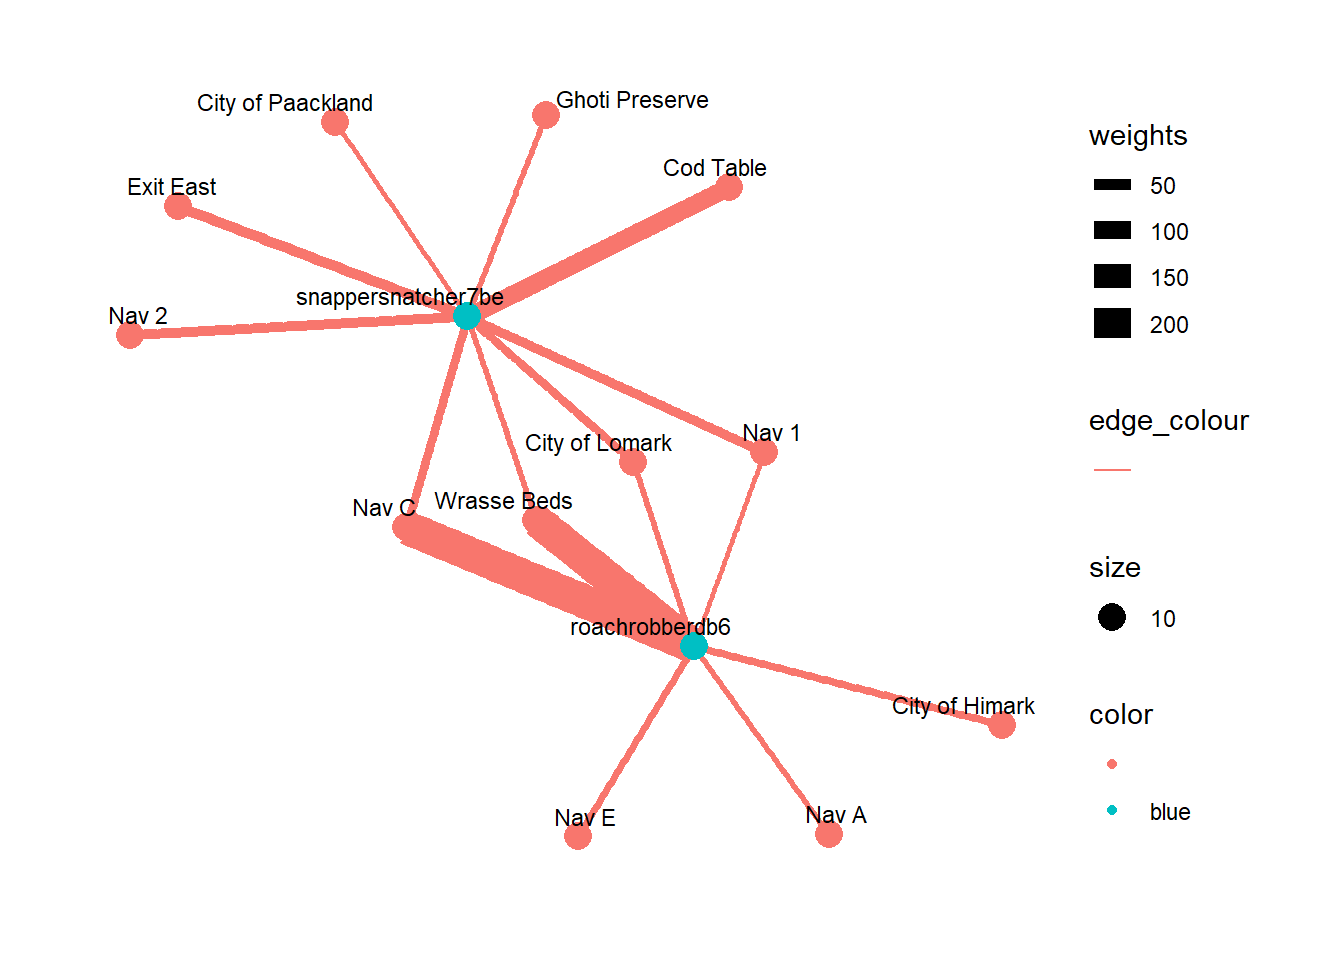 City of Paackland
Ghoti Preserve
Cod Table
Exit East
snappersnatcher7be
Nav 2
City of Lomark
Nav 1
Nav C
Wrasse Beds
roachrobberdb6
City of Himark
Nav E
Nav A
weights
50
100
150
200
edge_colour
size
10
color
blue